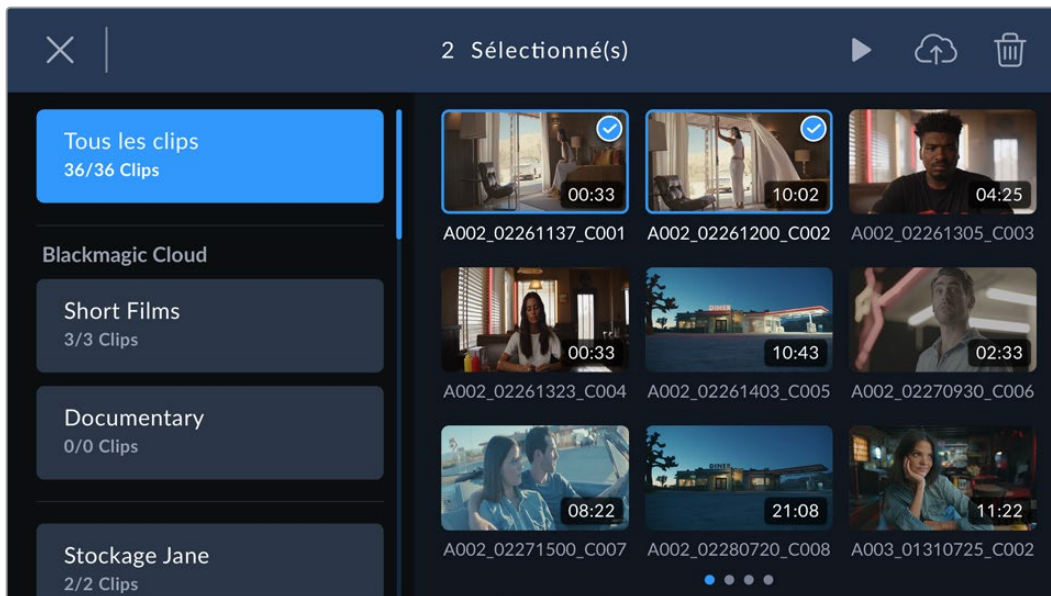 2 Sélectionné(s)
Tous les clips
36/36 Clips
Blackmagic Cloud
Short Films
3/3 Clips
Documentary
0/0 Clips
Stockage Jane
2/2 Clips
00:33
10:02
04:25
A002_02261137_C001
A002_02261200_C002
A002_02261305_C003
DINER
00:33
10:43
02:33
A002_02261323_C004
A002_02261403_C005
A002_02270930_C006
DINER
08:22
21:08
11:22
A002_02271500_C007
A002_02280720_C008
A003_01310725_C002